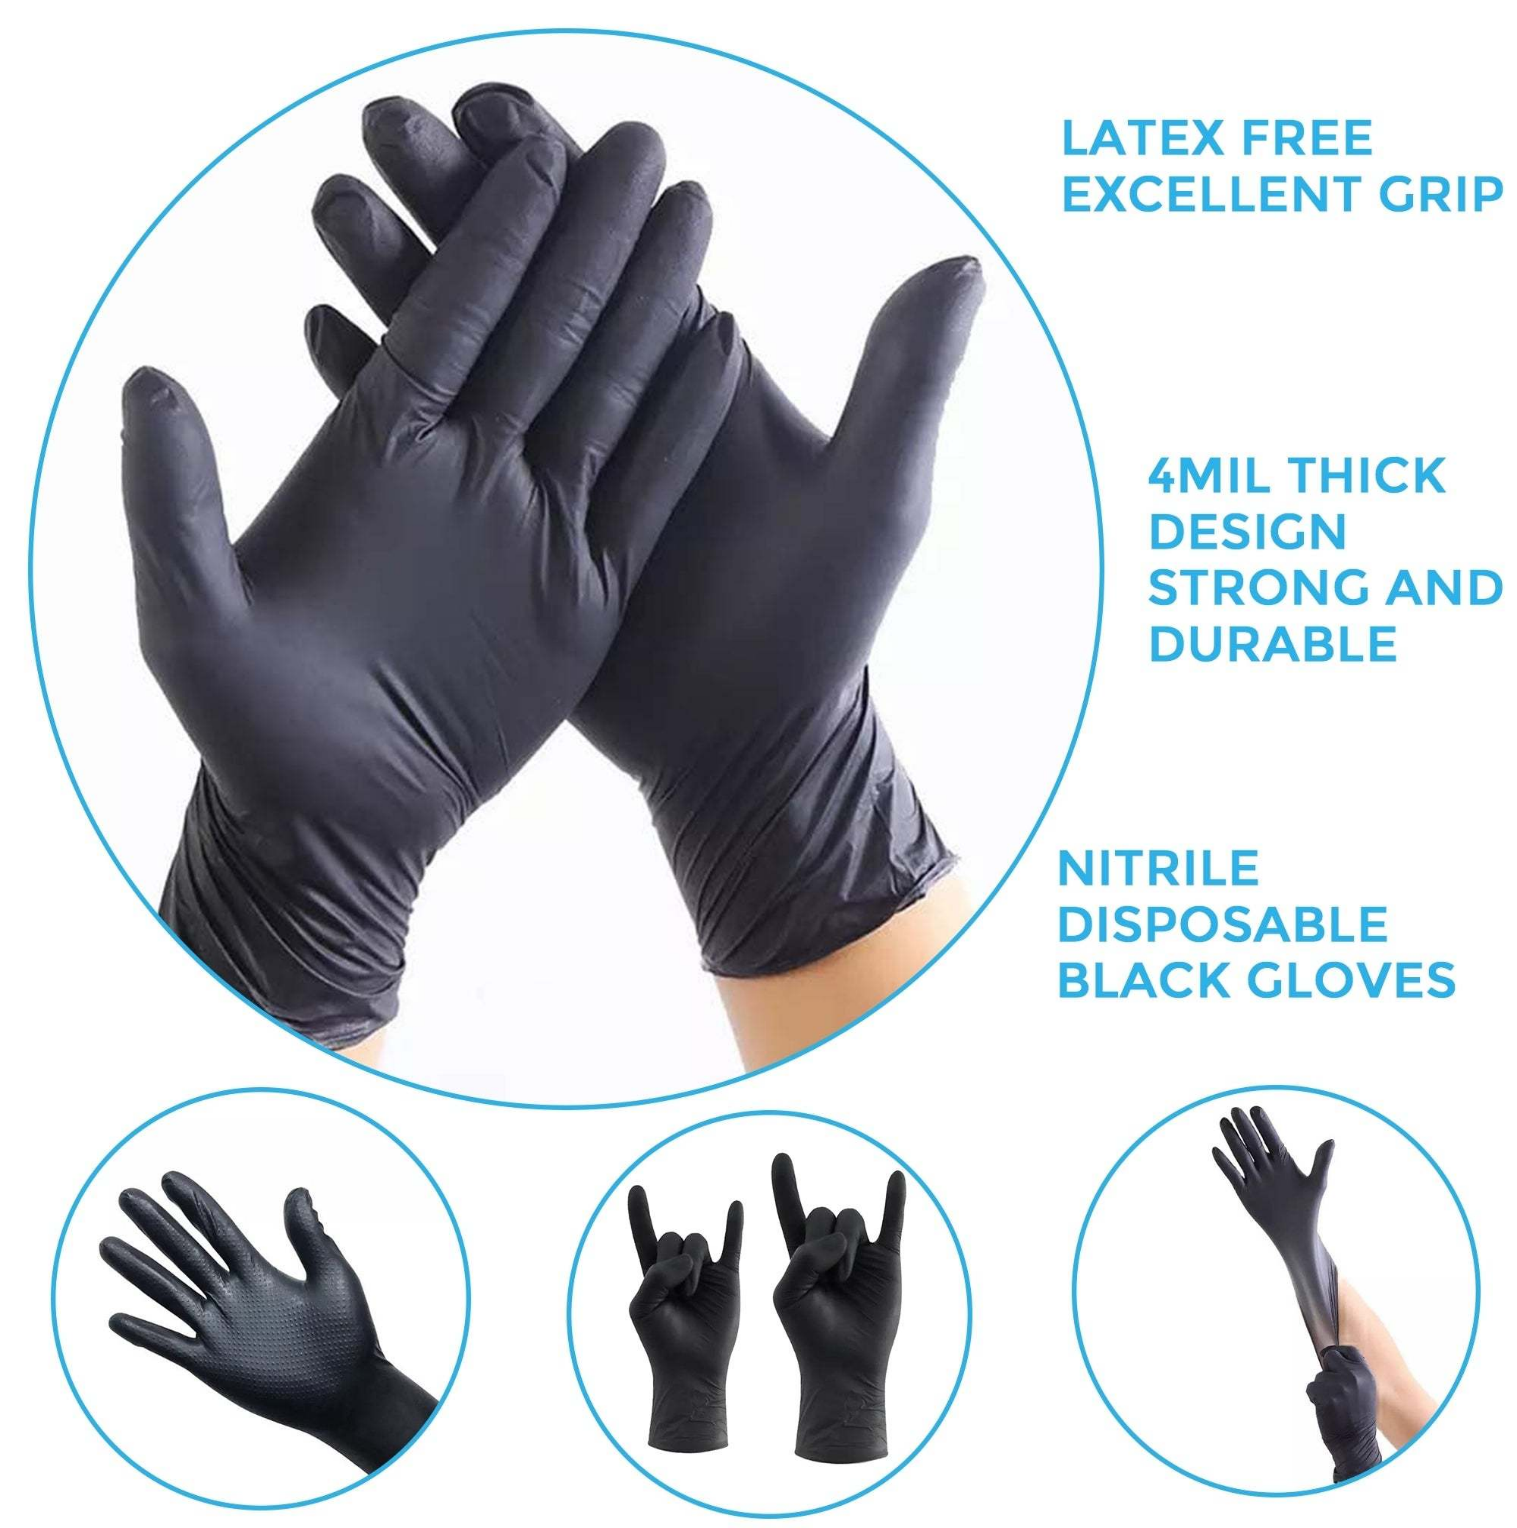 LATEX FREE
EXCELLENT GRIP
4MIL THICK
DESIGN
STRONG AND
DURABLE
NITRILE
DISPOSABLE
BLACK GLOVES